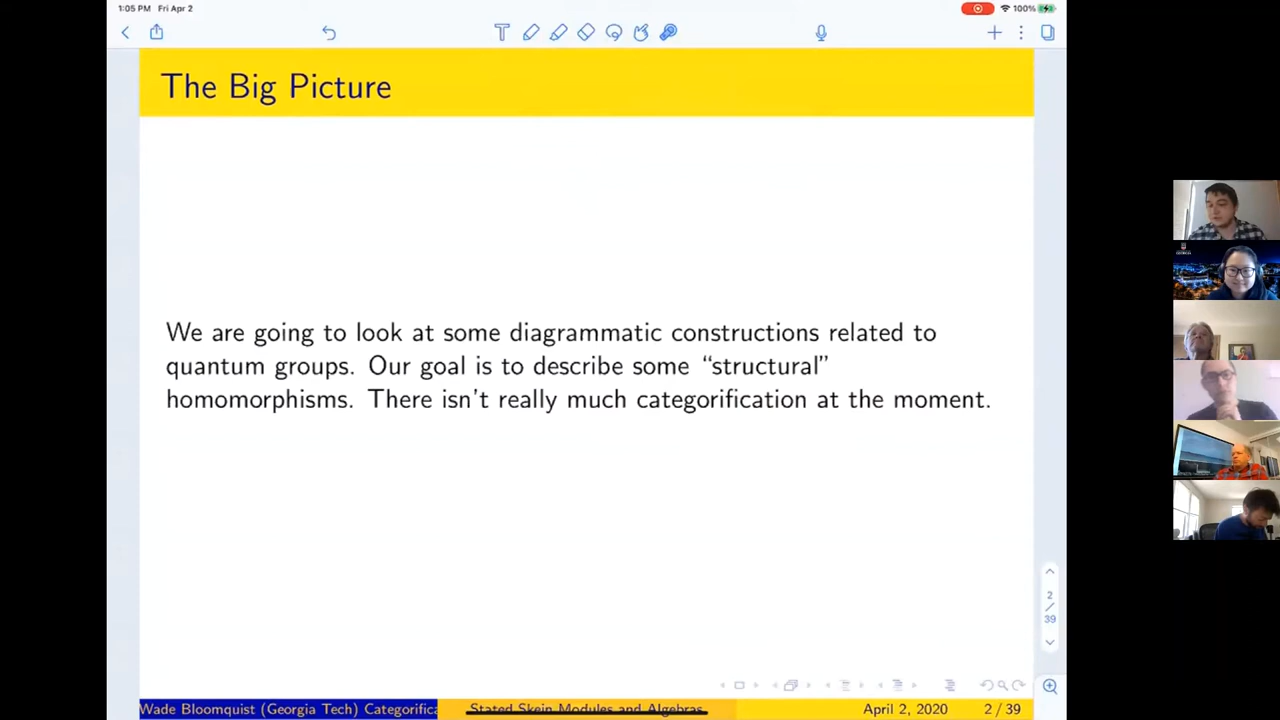 1:05 PM Fri Apr 2
100%
The Big Picture
We are going to look at some diagrammatic constructions related to
quantum groups. Our goal is to describe some “structural”
homomorphisms. There isn't really much categorification at the moment.
2
/
39
Wade Bloomquist (Georgia Tech) Categorifica
Stated Skein Modules and Algebras
April 2, 2020
2 / 39